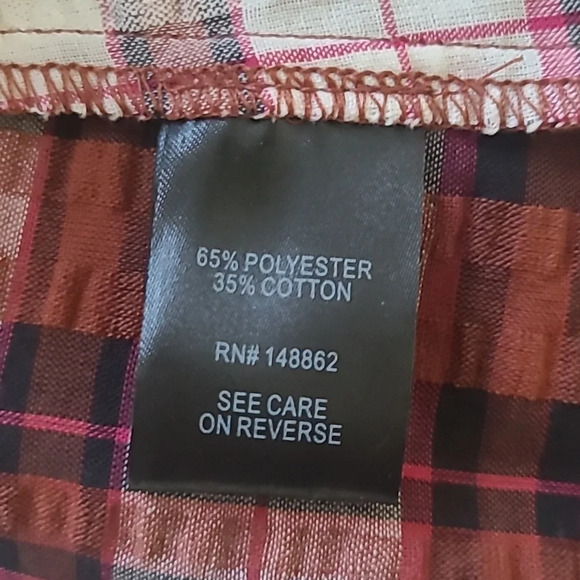 65% POLYESTER
35% COTTON
RN# 148862
SEE CARE
ON REVERSE